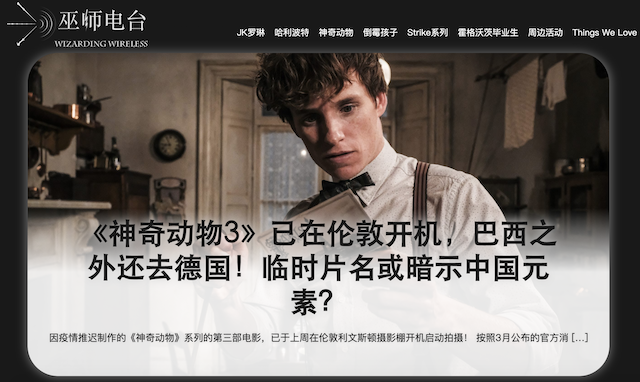 巫师电台
WIZARDING WIRELESS
JK罗琳 哈利波特 神奇动物 倒霉孩子 Strike系列 霍格沃茨毕业生 周边活动 Things We Love
《神奇动物3》已在伦敦开机，巴西之
外还去德国！临时片名或暗示中国元
素？
因疫情推迟制作的《神奇动物》系列的第三部电影，已于上周在伦敦利文斯顿摄影棚开机启动拍摄！ 按照3月公布的官方消 [...]